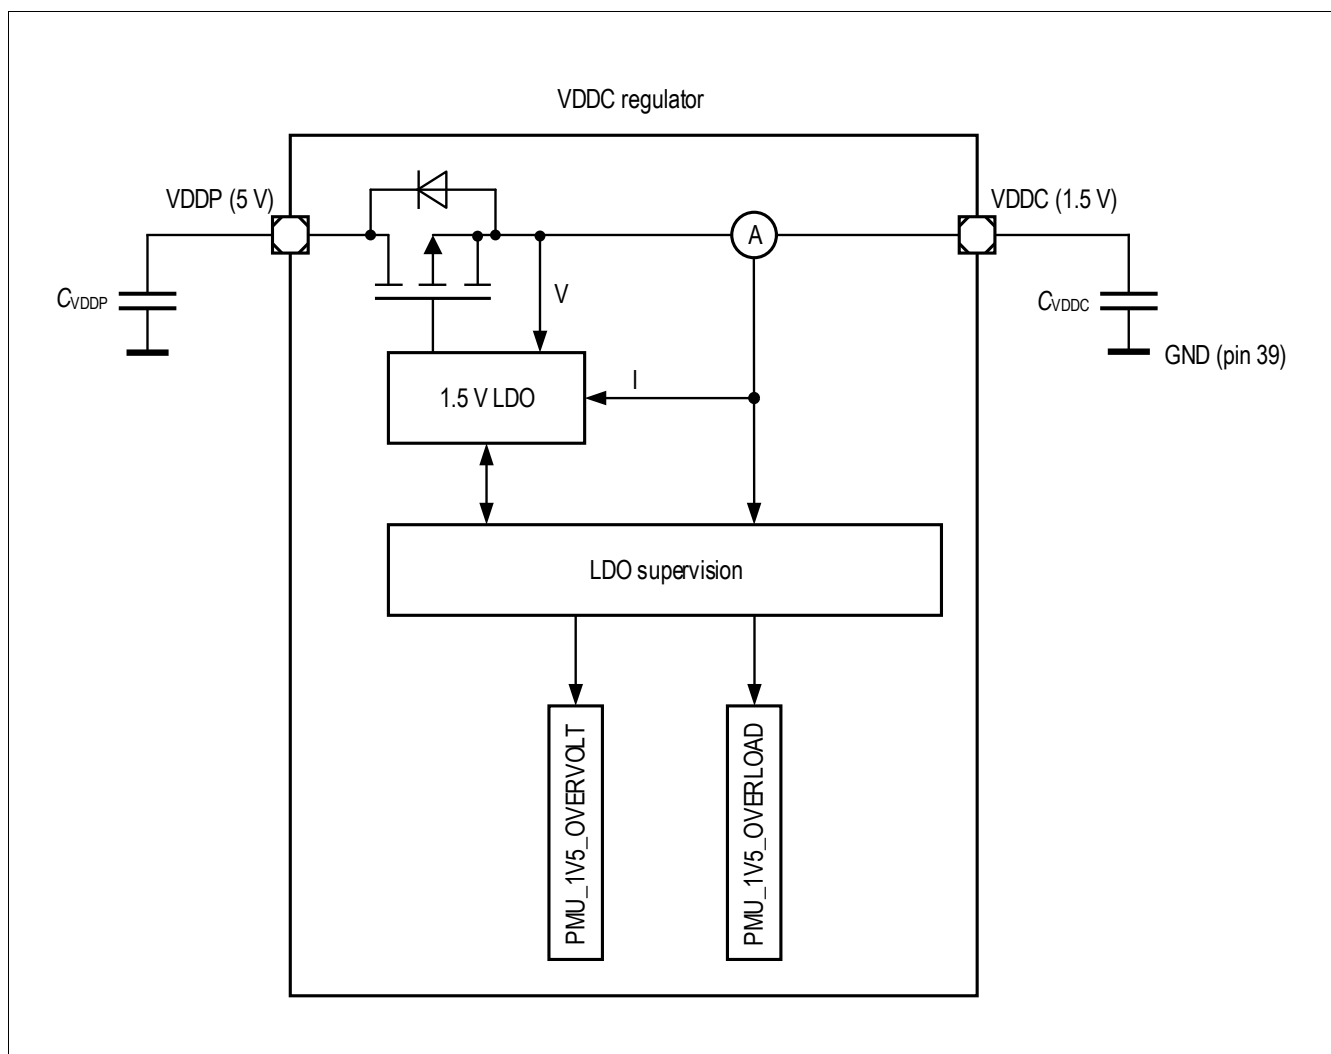 VDDC regulator
VDDP (5 V)
VDDC (1.5 V)
A
CVDDP
V
CVDDC
GND (pin 39)
I
1.5 V LDO
LDO supervision
PMU_1V5_OVERVOLT
PMU_1V5_OVERLOAD